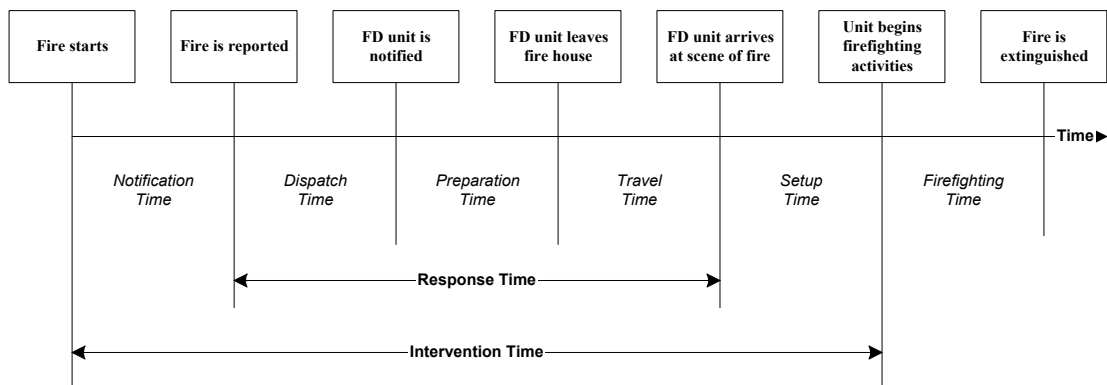 Fire starts
Fire is reported
FD unit is
notified
FD unit leaves
fire house
FD unit arrives
at scene of fire
Unit begins
firefighting
activities
Fire is
extinguished
Time
Notification
Time
Dispatch
Time
Preparation
Time
Travel
Time
Setup
Time
Firefighting
Time
Response Time
Intervention Time